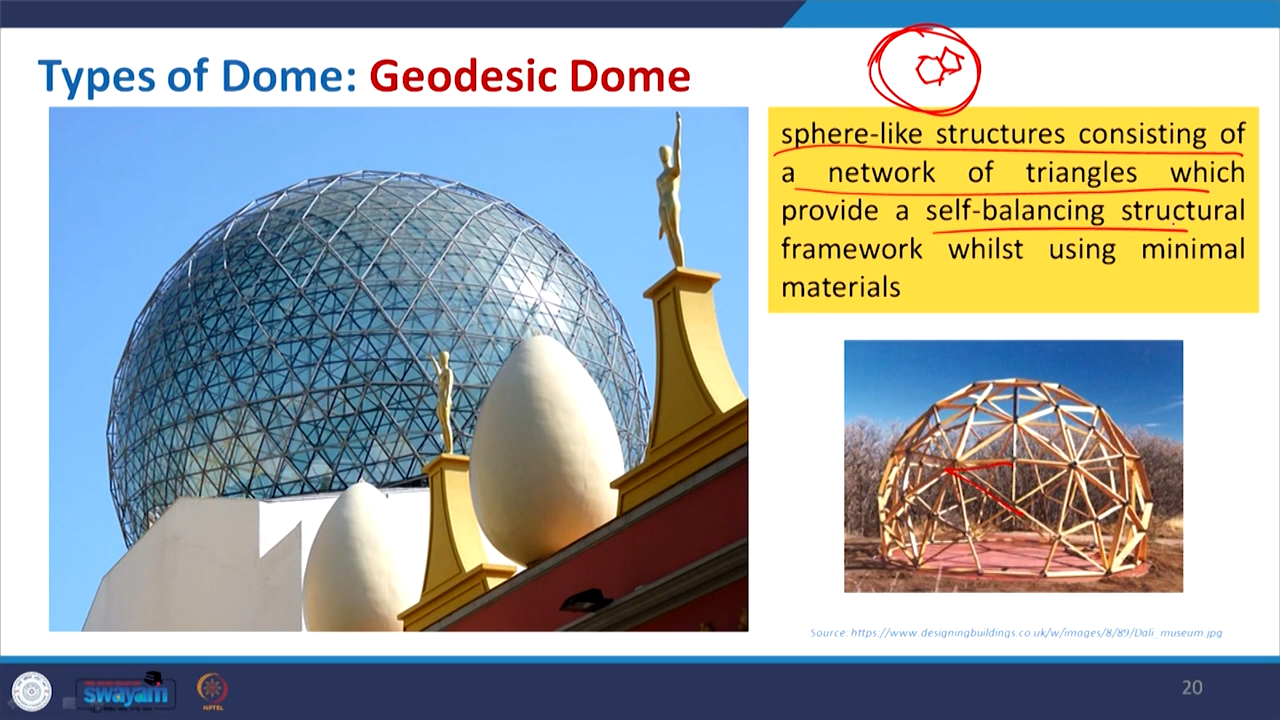 Types of Dome: Geodesic Dome
sphere-like structures consisting of
a network of triangles which
provide a self-balancing structural
framework whilst using minimal
materials
Source: https://www.designingbuildings.co.uk/w/images/8/89/Dali_museum.jpg
swayam
NPTEL
20